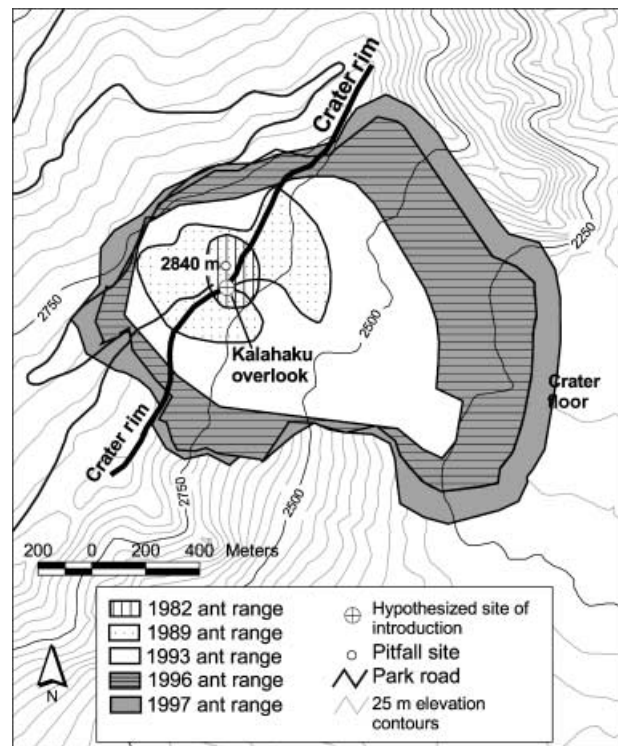 Crater rim
2250
2840 m
2750
2500
Kalahaku
overlook
Crater
floor
Crater rim
2750
2500
200 0 200 400 Meters
1982 ant range
1989 ant range
1993 ant range
1996 ant range
1997 ant range
Hypothesized site of
introduction
Pitfall site
Park road
25 m elevation
contours
N